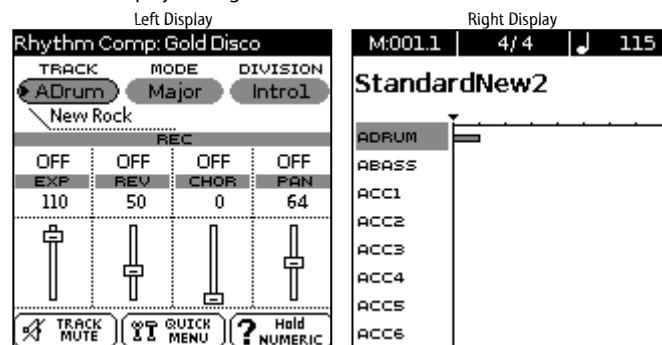 Left Display
Rhythm Comp: Gold Disco
TRACK MODE DIVISION
ADrum Major Intro1
New Rock
REC
OFF OFF OFF OFF
EXP REV CHOR PAN
110 50 0 64
TRACK MUTE QUICK MENU ? Hold NUMERIC
Right Display
M:001.1 4/4 115
StandardNew2
ADRUM
ABASS
ACC1
ACC2
ACC3
ACC4
ACC5
ACC6